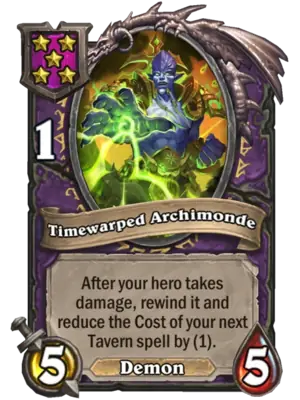 1
Timewarped Archimonde
After your hero takes
damage, rewind it and
reduce the Cost of your next
Tavern spell by (1).
5
Demon
5